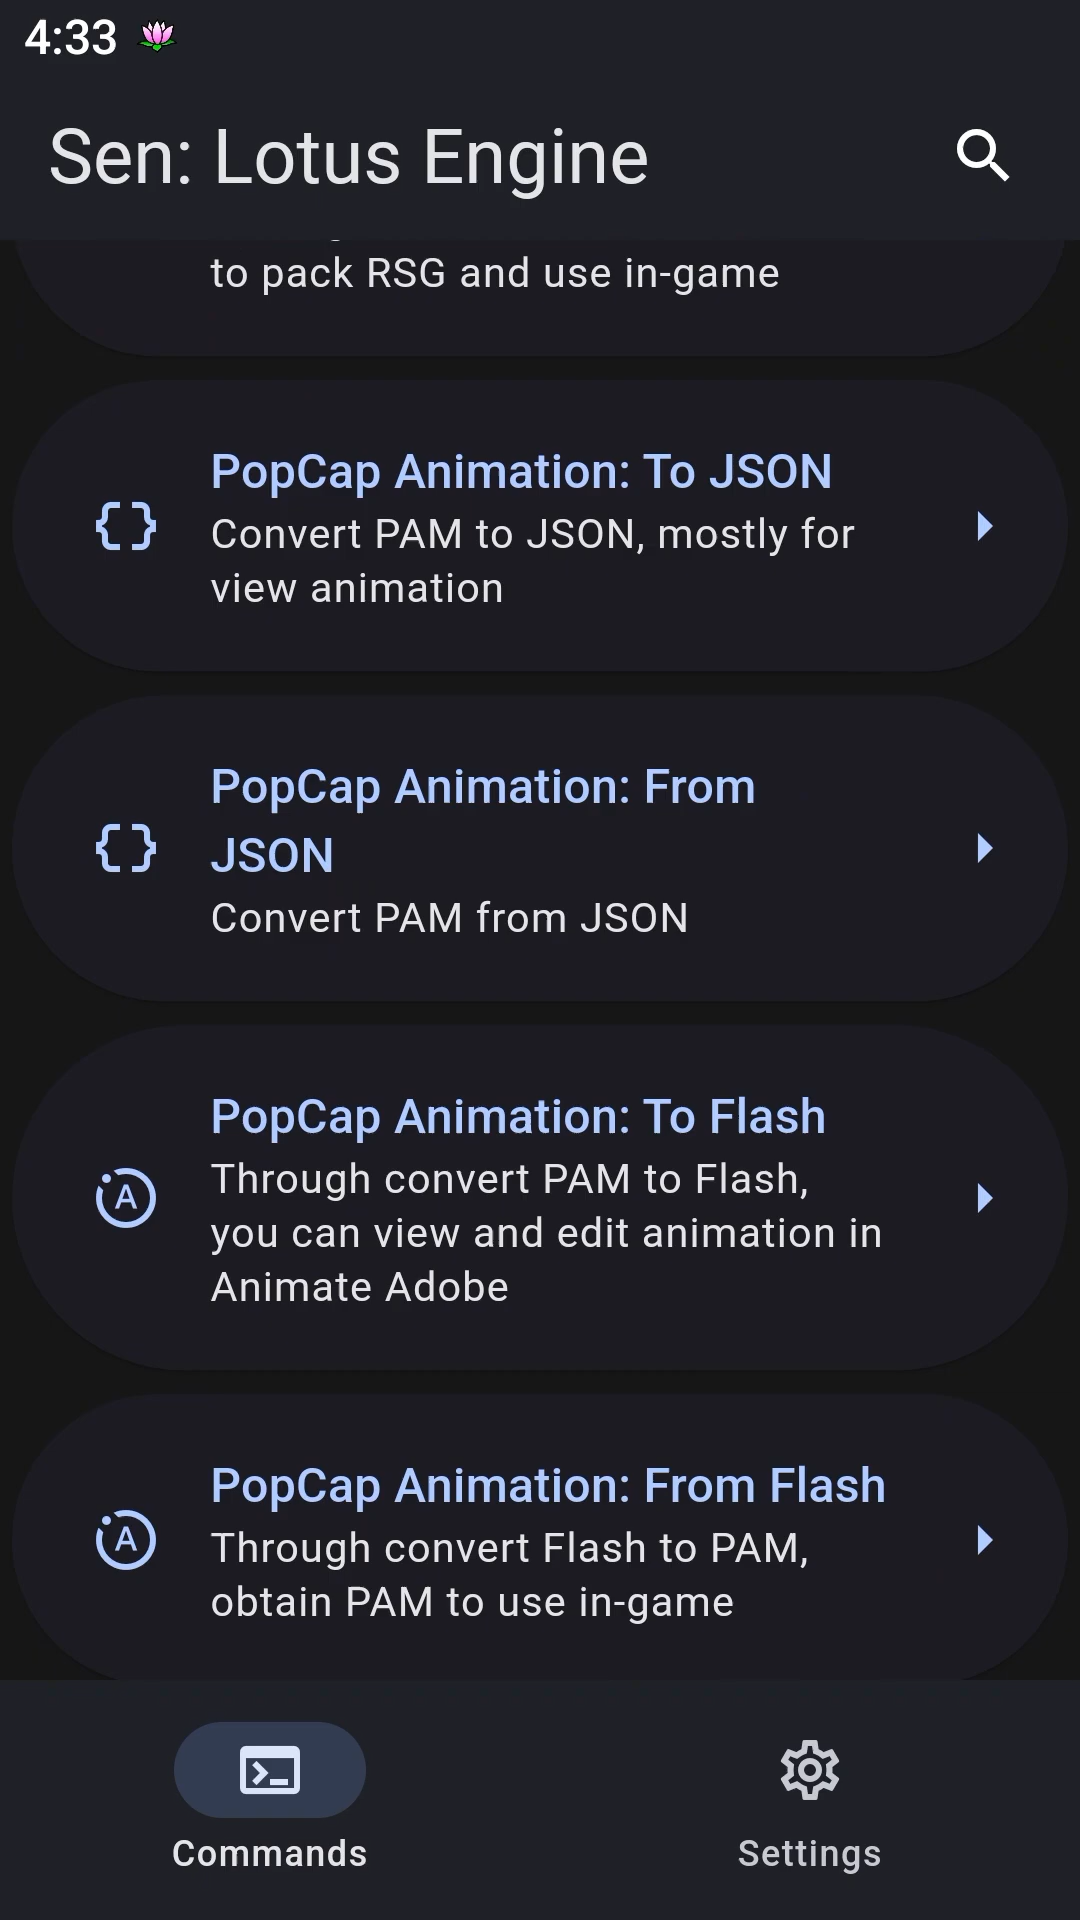 4:33
Sen: Lotus Engine
to pack RSG and use in-game
PopCap Animation: To JSON
Convert PAM to JSON, mostly for
view animation
PopCap Animation: From
JSON
Convert PAM from JSON
PopCap Animation: To Flash
Through convert PAM to Flash,
you can view and edit animation in
Animate Adobe
PopCap Animation: From Flash
Through convert Flash to PAM,
obtain PAM to use in-game
Commands
Settings